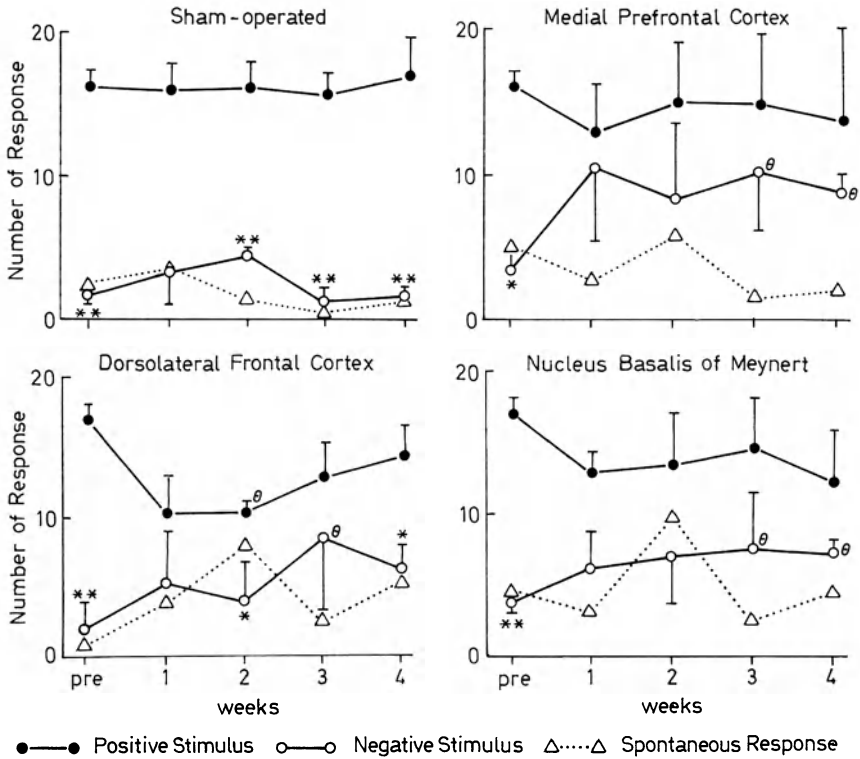 Sham-operated
20
10
0
Number of Response
**
**
**
**
Medial Prefrontal Cortex
20
10
0
*
θ
θ
Dorsolateral Frontal Cortex
20
10
0
Number of Response
**
*
θ
θ
*
pre 1 2 3 4
weeks
Nucleus Basalis of Meynert
20
10
0
**
θ
θ
pre 1 2 3 4
weeks
Positive Stimulus Negative Stimulus Spontaneous Response